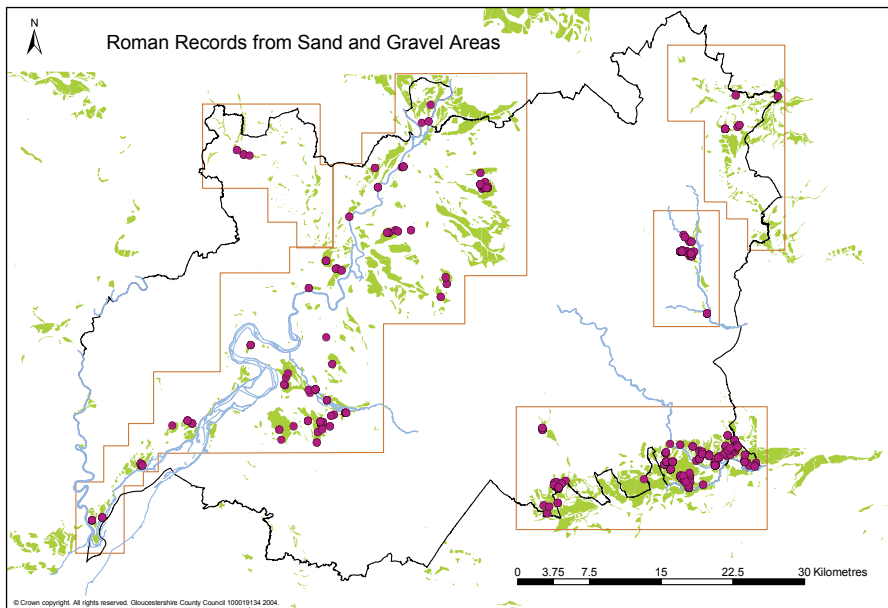 N
Roman Records from Sand and Gravel Areas
0 3.75 7.5 15 22.5 30 Kilometres
© Crown copyright. All rights reserved. Gloucestershire County Council 100019134 2004.